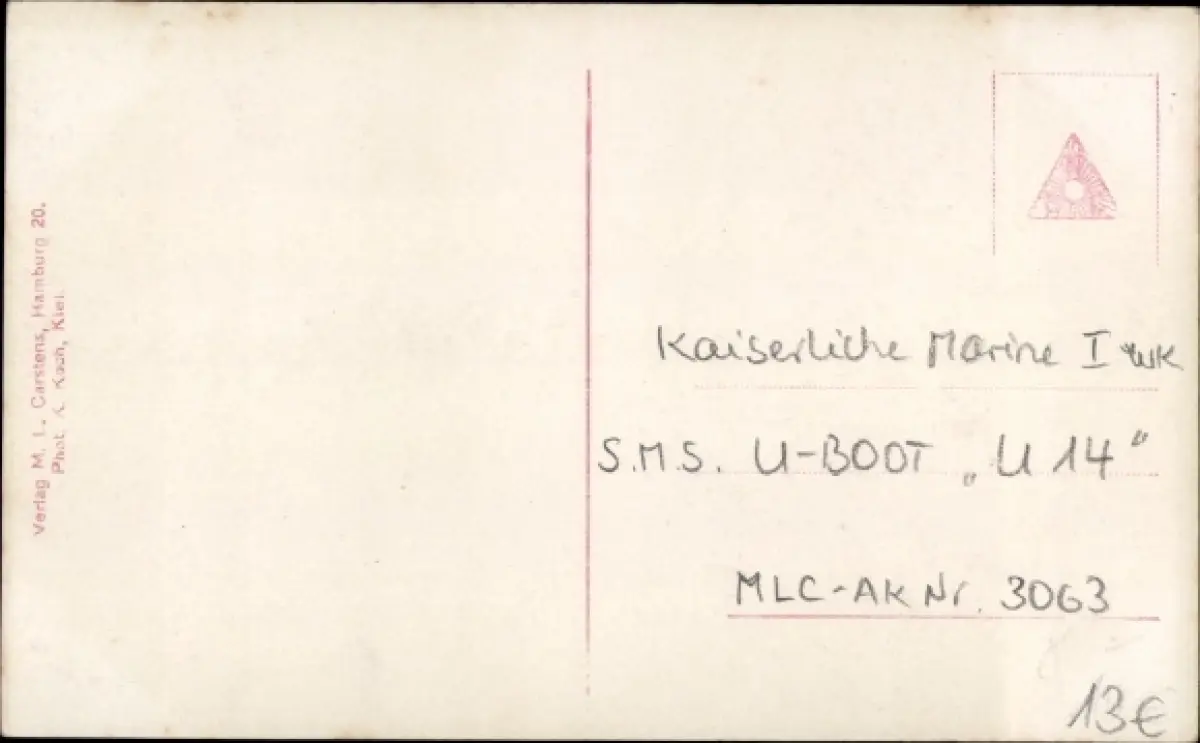 Verlag M. L. Carstens, Hamburg 20.
Phot. A. Koch, Kiel.
Kaiserliche Marine I WK
S.M.S. U-BOOT „U 14“
MLC-AK Nr. 3063
13€